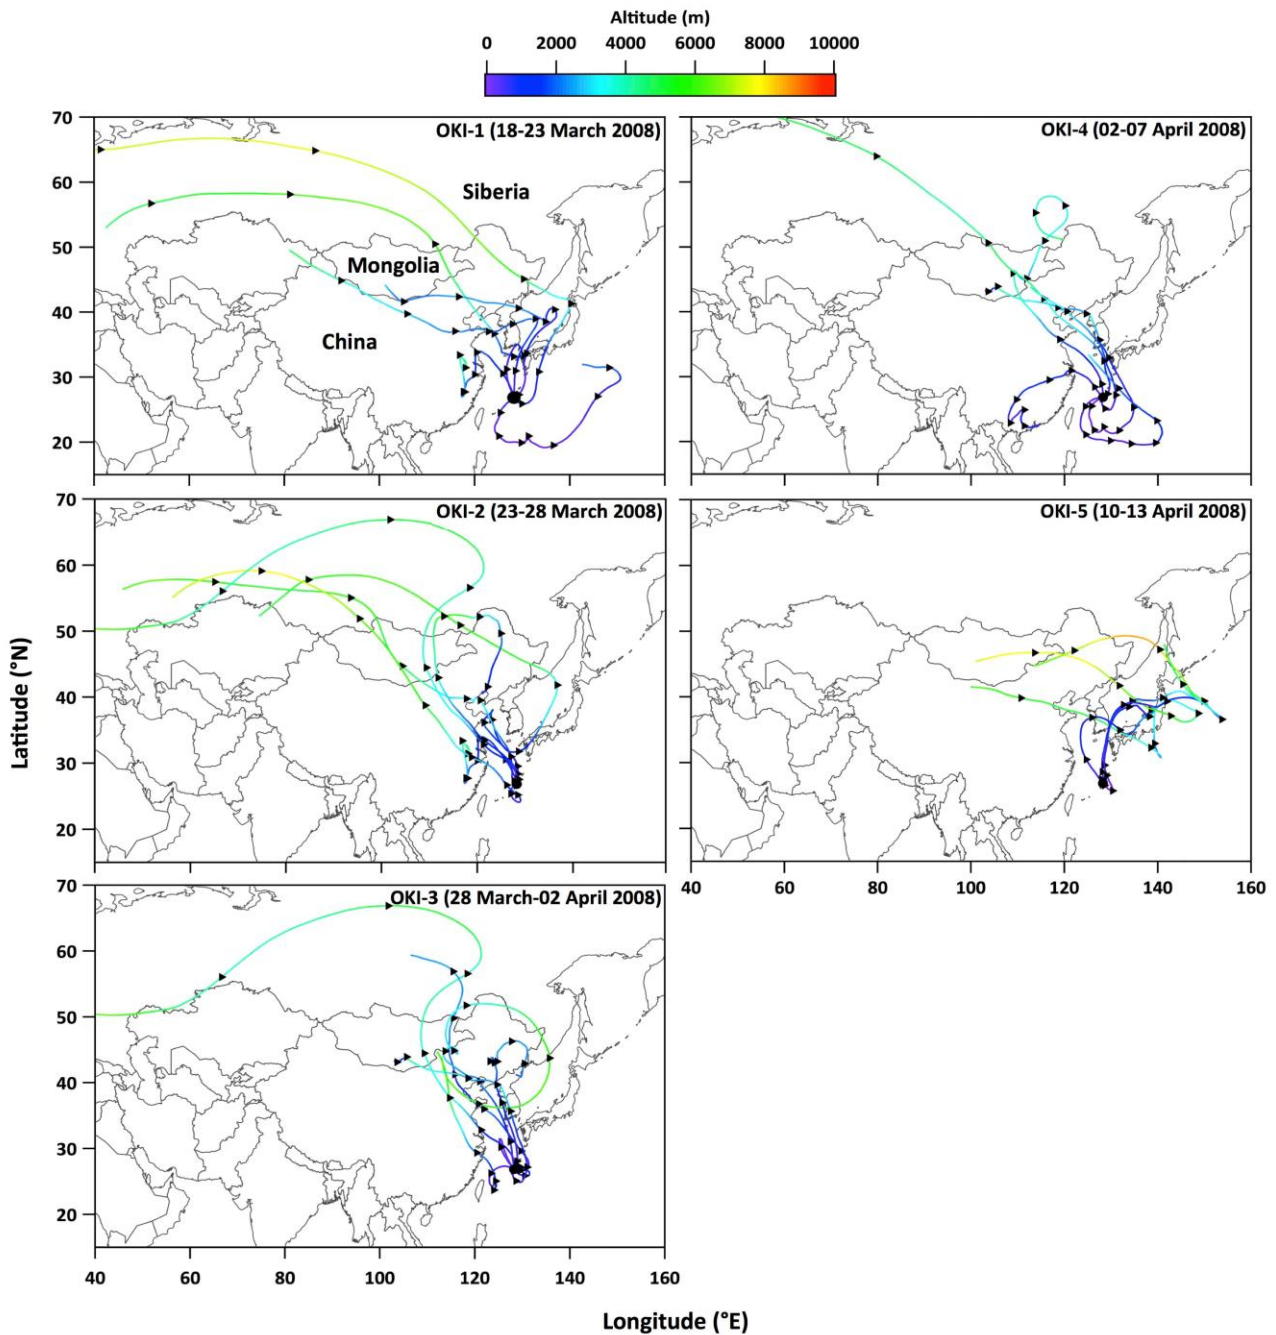 Altitude (m)
0 2000 4000 6000 8000 10000
70 OKI-1 (18-23 March 2008)
60
50
40
30
20
Siberia
Mongolia
China
OKI-4 (02-07 April 2008)
70 OKI-2 (23-28 March 2008)
60
50
40
30
20
OKI-5 (10-13 April 2008)
40 60 80 100 120 140 160
Latitude (°N)
70 OKI-3 (28 March-02 April 2008)
60
50
40
30
20
40 60 80 100 120 140 160
Longitude (°E)